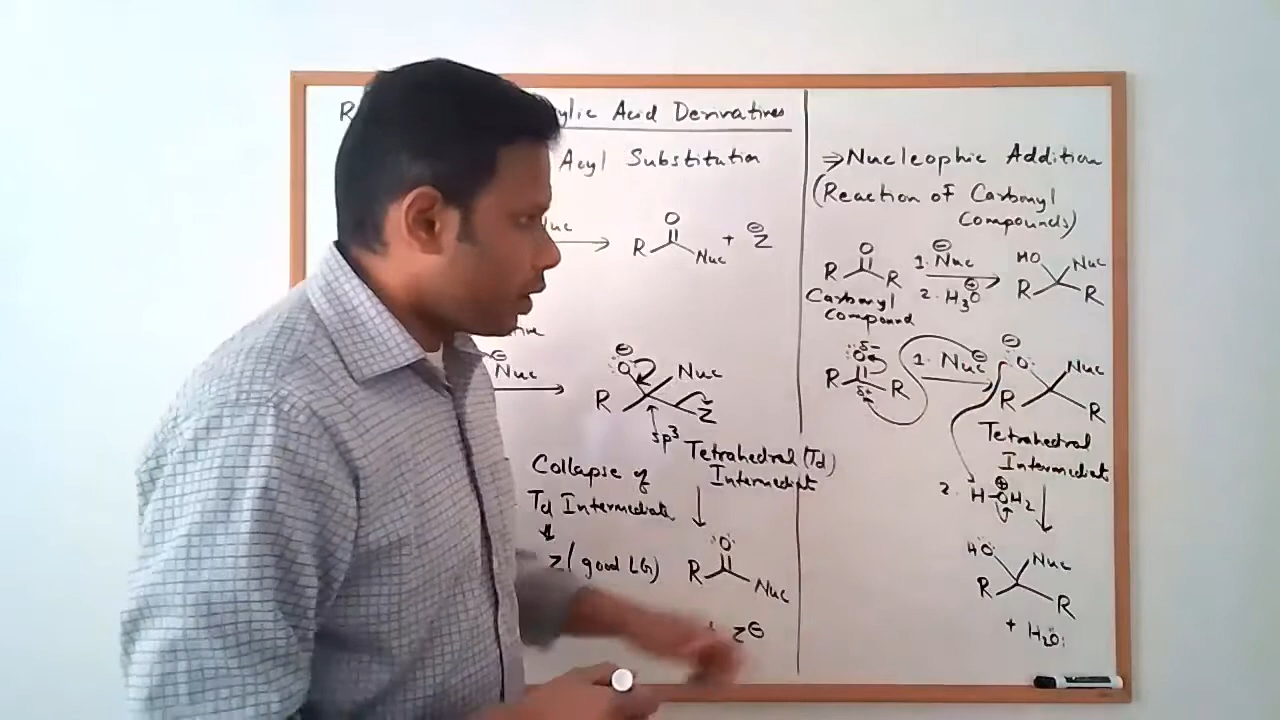 Acid Derivatives
Acyl Substitution
Nuc
O
R Nuc + ⊖Z
⊖Nuc
⊖
:O: Nuc
R Z
sp³
Tetrahedral (Td)
Intermediate
Collapse of
Td Intermediate
Z (good LG)
:O:
R Nuc
+ Z⊖
⇒Nucleophic Addition
(Reaction of Carbonyl
Compounds)
O
R R
1. ⊖Nuc
2. H3O⊕
HO Nuc
R R
Carbonyl
Compound
δ-
:O:
R R
δ+
1. Nuc⊖
⊖
:O: Nuc
R R
Tetrahedral
Intermediate
2. H-O⊕H2
HO: Nuc
R R
+ H2O: